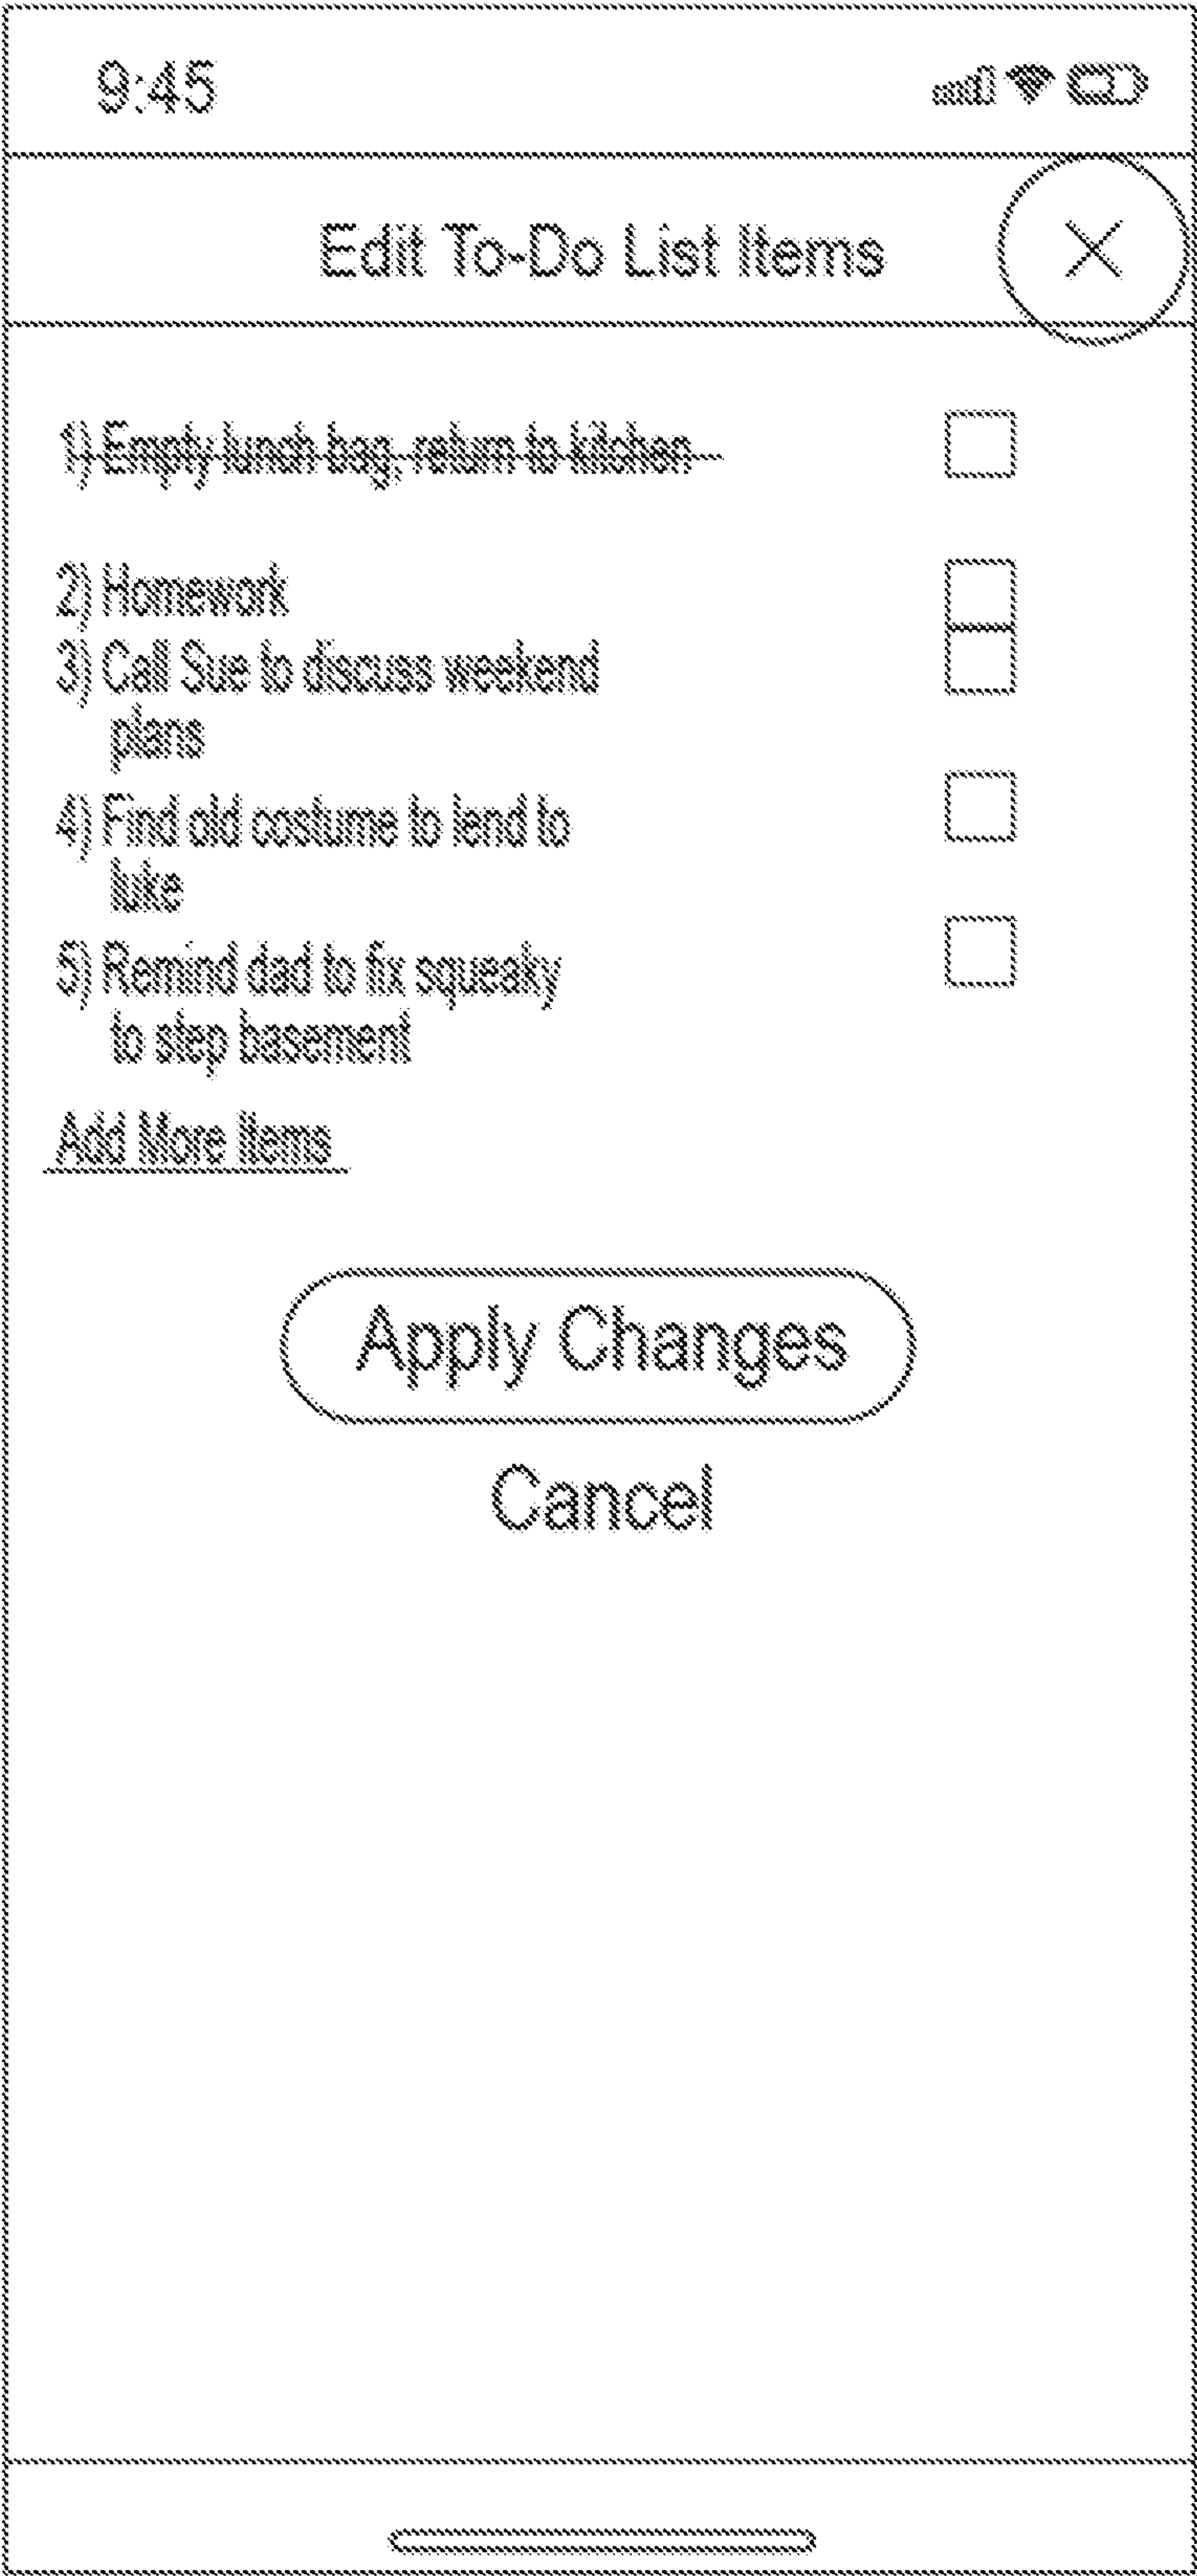 9:45
Edit To-Do List Items
1) Empty lunch bag, return to kitchen
2) Homework
3) Call Sue to discuss weekend
plans
4) Find old costume to lend to
luke
5) Remind dad to fix squeaky
to step basement
Add More Items
Apply Changes
Cancel